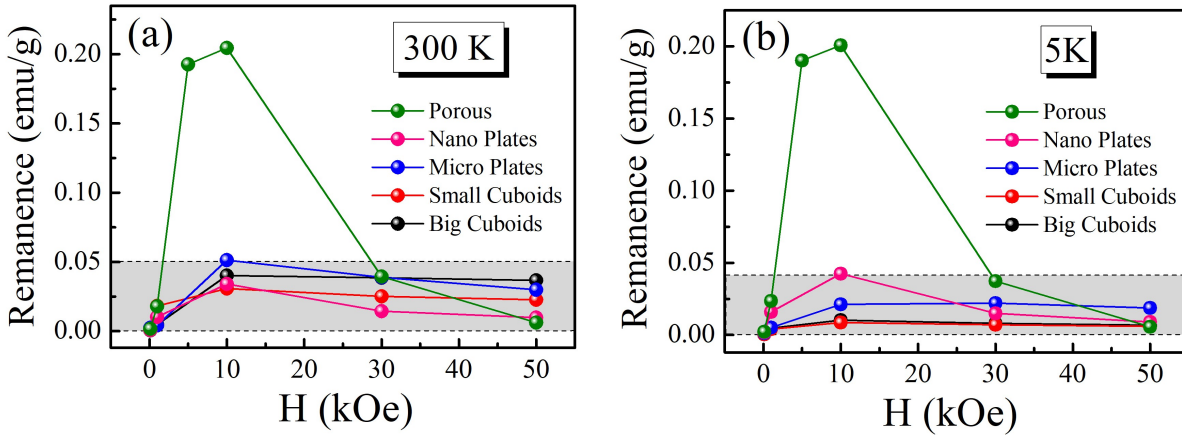 (a)
300 K
Remanence (emu/g)
0.20
0.15
0.10
0.05
0.00
Porous
Nano Plates
Micro Plates
Small Cuboids
Big Cuboids
0 10 20 30 40 50
H (kOe)
(b)
5K
Remanence (emu/g)
0.20
0.15
0.10
0.05
0.00
Porous
Nano Plates
Micro Plates
Small Cuboids
Big Cuboids
0 10 20 30 40 50
H (kOe)